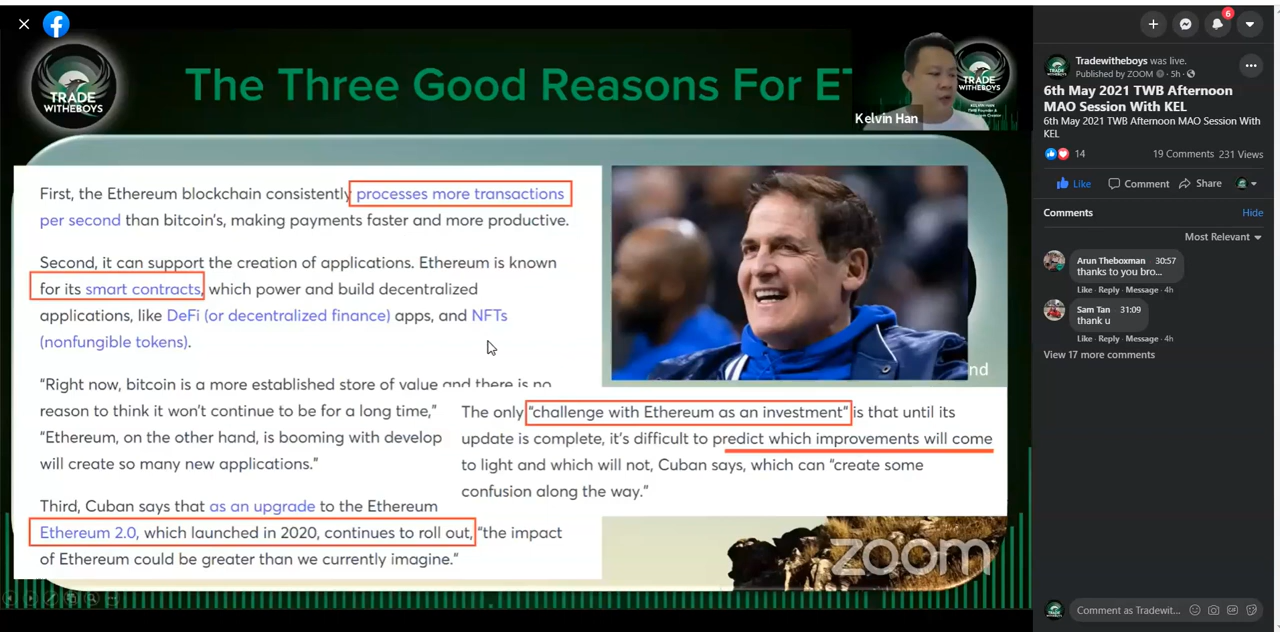 TRADE
WITHEBOYS
The Three Good Reasons For ET
TRADE
WITHEBOYS
KELVIN HAN
Kelvin Han
First, the Ethereum blockchain consistently processes more transactions
per second than bitcoin's, making payments faster and more productive.
Second, it can support the creation of applications. Ethereum is known
for its smart contracts, which power and build decentralized
applications, like DeFi (or decentralized finance) apps, and NFTs
(nonfungible tokens).
"Right now, bitcoin is a more established store of value and there is no
reason to think it won't continue to be for a long time,"
"Ethereum, on the other hand, is booming with develop
will create so many new applications."
Third, Cuban says that as an upgrade to the Ethereum
Ethereum 2.0, which launched in 2020, continues to roll out, "the impact
of Ethereum could be greater than we currently imagine."
nd
The only "challenge with Ethereum as an investment" is that until its
update is complete, it's difficult to predict which improvements will come
to light and which will not, Cuban says, which can "create some
confusion along the way."
zoom
6
Tradewitheboys was live.
Published by ZOOM · 5h ·
6th May 2021 TWB Afternoon
MAO Session With KEL
6th May 2021 TWB Afternoon MAO Session With
KEL
14
19 Comments 231 Views
Like Comment Share
Comments Hide
Most Relevant
Arun Theboxman 30:57
thanks to you bro...
Like · Reply · Message · 4h
Sam Tan 31:09
thank u
Like · Reply · Message · 4h
View 17 more comments
Comment as Tradewit...